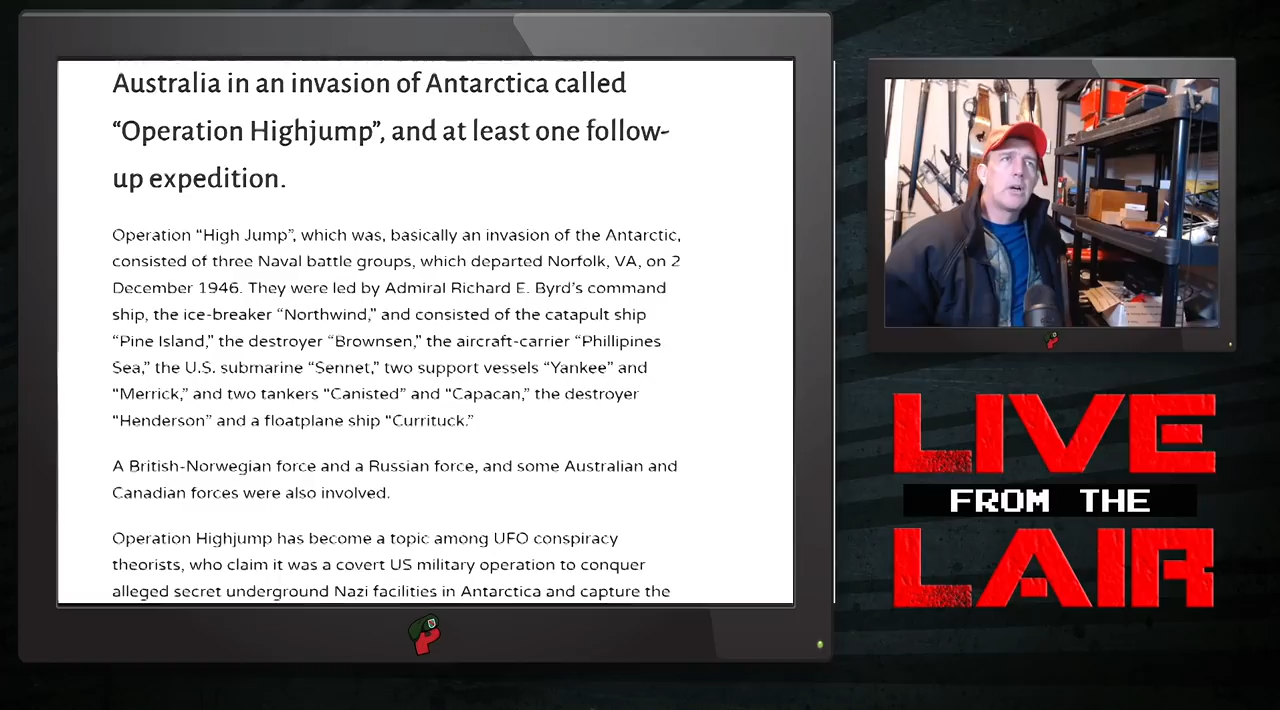 Australia in an invasion of Antarctica called
“Operation Highjump”, and at least one follow-
up expedition.
Operation “High Jump”, which was, basically an invasion of the Antarctic,
consisted of three Naval battle groups, which departed Norfolk, VA, on 2
December 1946. They were led by Admiral Richard E. Byrd’s command
ship, the ice-breaker “Northwind,” and consisted of the catapult ship
“Pine Island,” the destroyer “Brownsen,” the aircraft-carrier “Phillipines
Sea,” the U.S. submarine “Sennet,” two support vessels “Yankee” and
“Merrick,” and two tankers “Canisted” and “Capacan,” the destroyer
“Henderson” and a floatplane ship “Currituck.”
A British-Norwegian force and a Russian force, and some Australian and
Canadian forces were also involved.
Operation Highjump has become a topic among UFO conspiracy
theorists, who claim it was a covert US military operation to conquer
alleged secret underground Nazi facilities in Antarctica and capture the
LIVE
FROM THE
LAIR